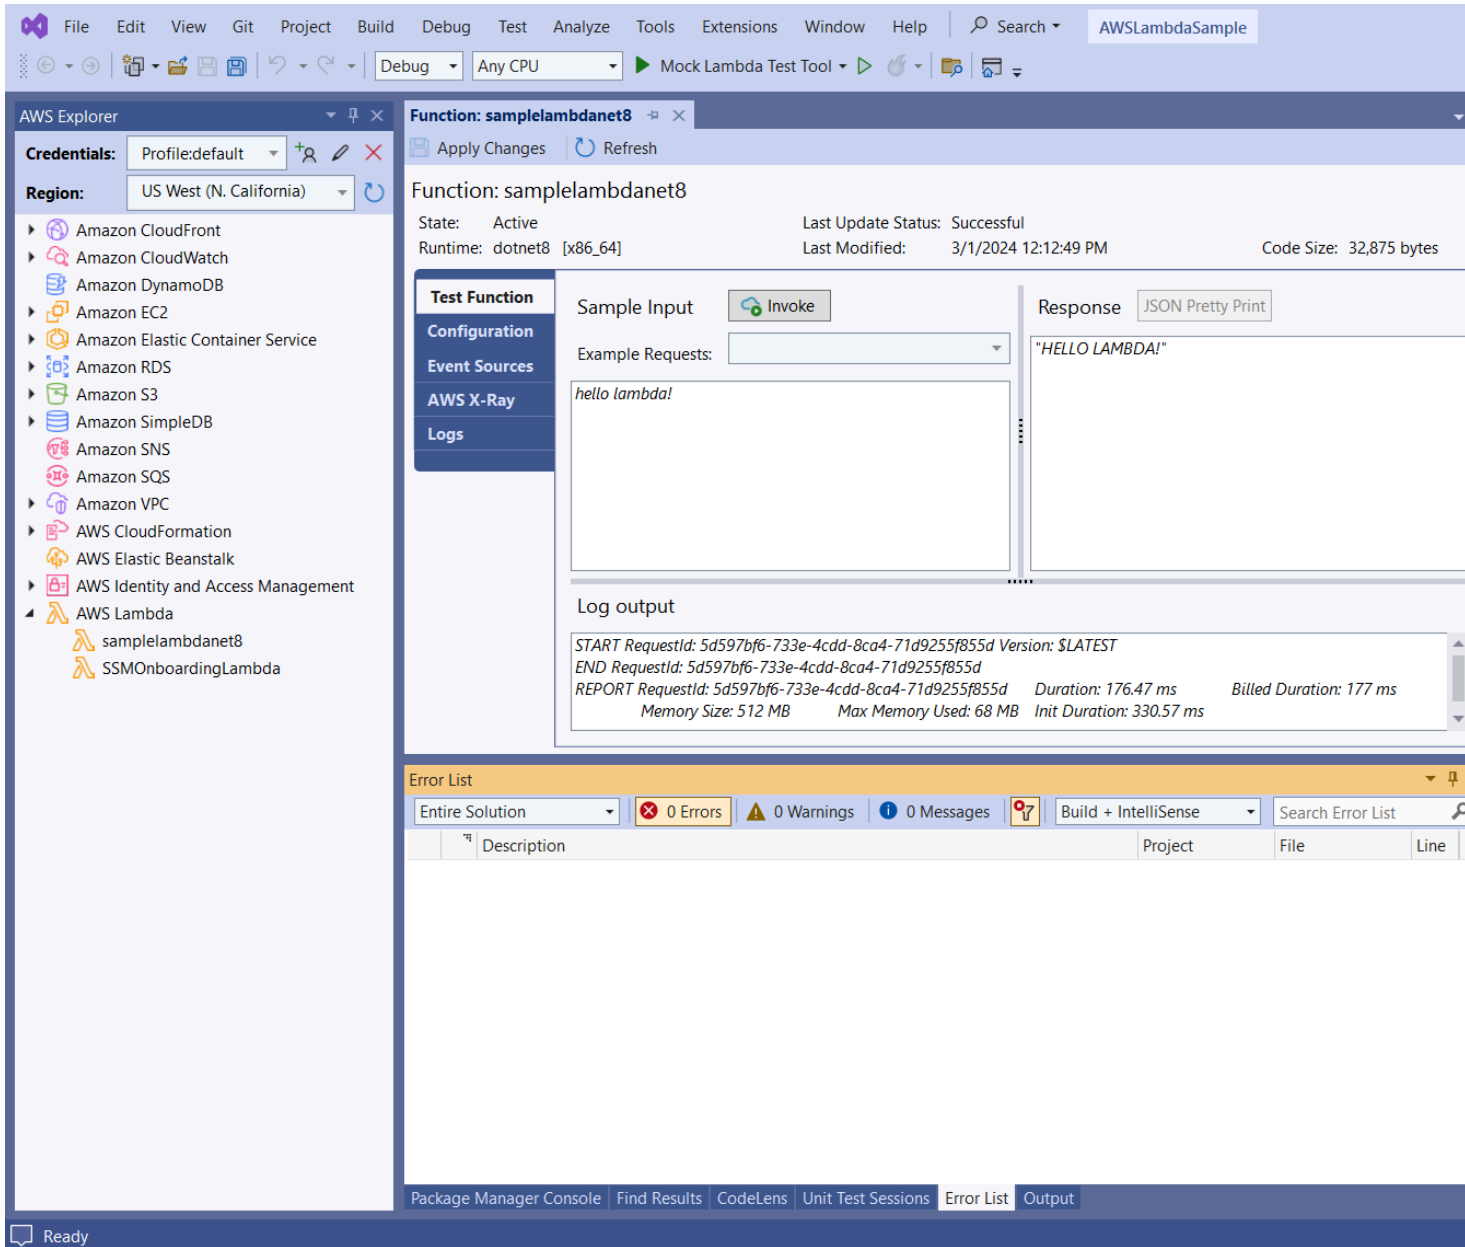 File Edit View Git Project Build Debug Test Analyze Tools Extensions Window Help Search AWSLambdaSample
Debug Any CPU Mock Lambda Test Tool
AWS Explorer
Credentials: Profile:default
Region: US West (N. California)
Amazon CloudFront
Amazon CloudWatch
Amazon DynamoDB
Amazon EC2
Amazon Elastic Container Service
Amazon RDS
Amazon S3
Amazon SimpleDB
Amazon SNS
Amazon SQS
Amazon VPC
AWS CloudFormation
AWS Elastic Beanstalk
AWS Identity and Access Management
AWS Lambda
samplelambdanet8
SSMOnboardingLambda
Function: samplelambdanet8
Apply Changes Refresh
Function: samplelambdanet8
State: Active Last Update Status: Successful
Runtime: dotnet8 [x86_64] Last Modified: 3/1/2024 12:12:49 PM Code Size: 32,875 bytes
Test Function
Configuration
Event Sources
AWS X-Ray
Logs
Sample Input Invoke
Example Requests:
hello lambda!
Response JSON Pretty Print
"HELLO LAMBDA!"
Log output
START RequestId: 5d597bf6-733e-4cdd-8ca4-71d9255f855d Version: $LATEST
END RequestId: 5d597bf6-733e-4cdd-8ca4-71d9255f855d
REPORT RequestId: 5d597bf6-733e-4cdd-8ca4-71d9255f855d Duration: 176.47 ms Billed Duration: 177 ms
Memory Size: 512 MB Max Memory Used: 68 MB Init Duration: 330.57 ms
Error List
Entire Solution 0 Errors 0 Warnings 0 Messages Build + IntelliSense Search Error List
Description Project File Line
Package Manager Console Find Results CodeLens Unit Test Sessions Error List Output
Ready